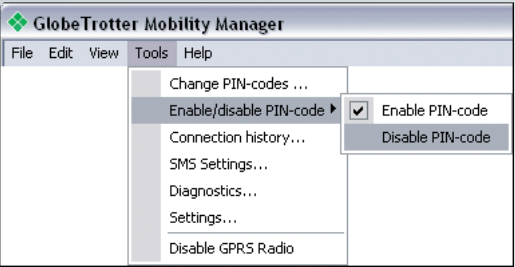 GlobeTrotter Mobility Manager
File Edit View Tools Help
Change PIN-codes ...
Enable/disable PIN-code
Enable PIN-code
Disable PIN-code
Connection history...
SMS Settings...
Diagnostics...
Settings...
Disable GPRS Radio